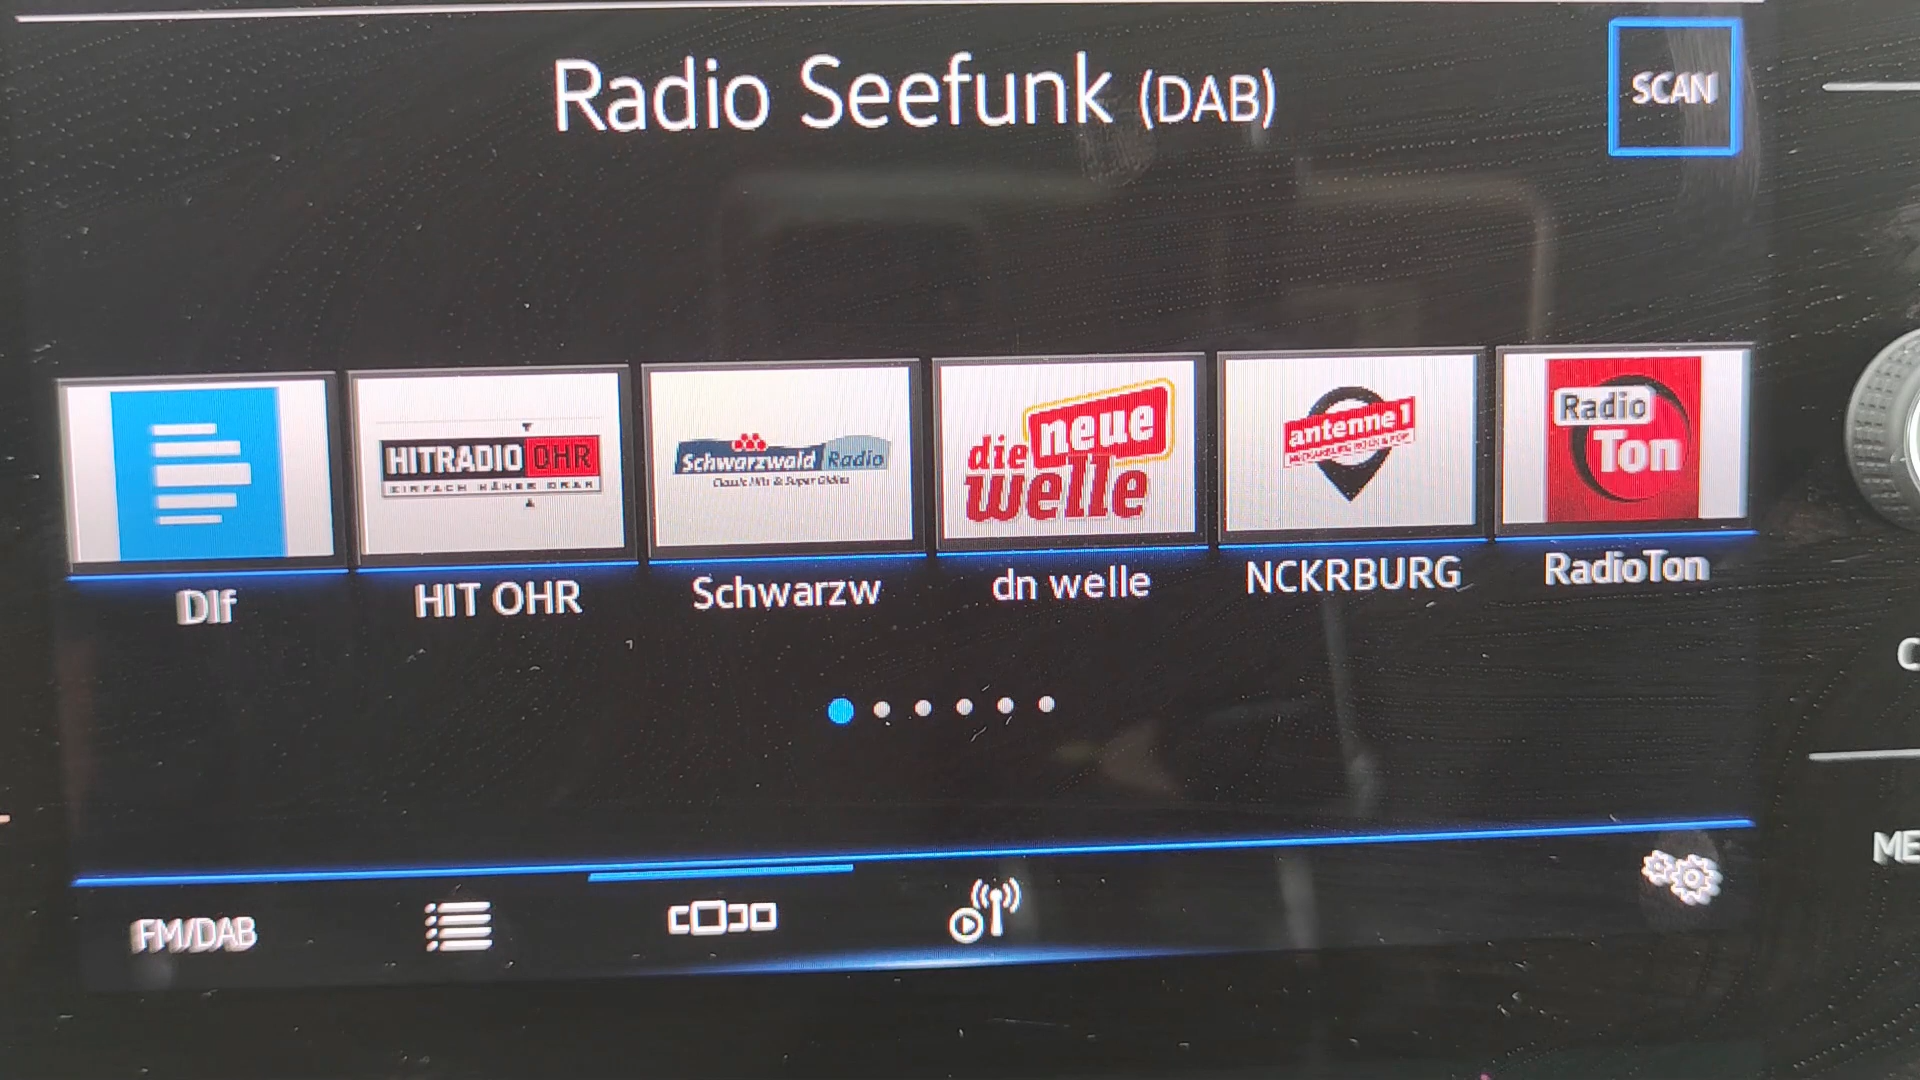 Radio Seefunk (DAB)
SCAN
HITRADIO OHR
EINFACH NÄHER DRAN
Schwarzwald Radio
Classic Hits & Super Oldies
die neue welle
antenne 1
Radio Ton
Dlf
HIT OHR
Schwarzw
dn welle
NCKRBURG
RadioTon
FM/DAB